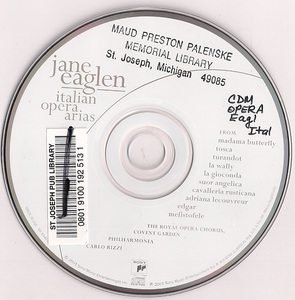 MAUD PRESTON PALENSKE
MEMORIAL LIBRARY
St. Joseph, Michigan 49085
jane
eaglen
italian
opera
arias
CDM
OPERA
Eagl
Ital
madama butterfly
tosca
turandot
la wally
la gioconda
suor angelica
cavalleria rusticana
adriana lecouvreur
edgar
mefistofele
THE ROYAL OPERA CHORUS,
COVENT GARDEN
PHILHARMONIA
CARLO RIZZI
ST JOSEPH PUB LIBRARY
0801 9100 192 513 1